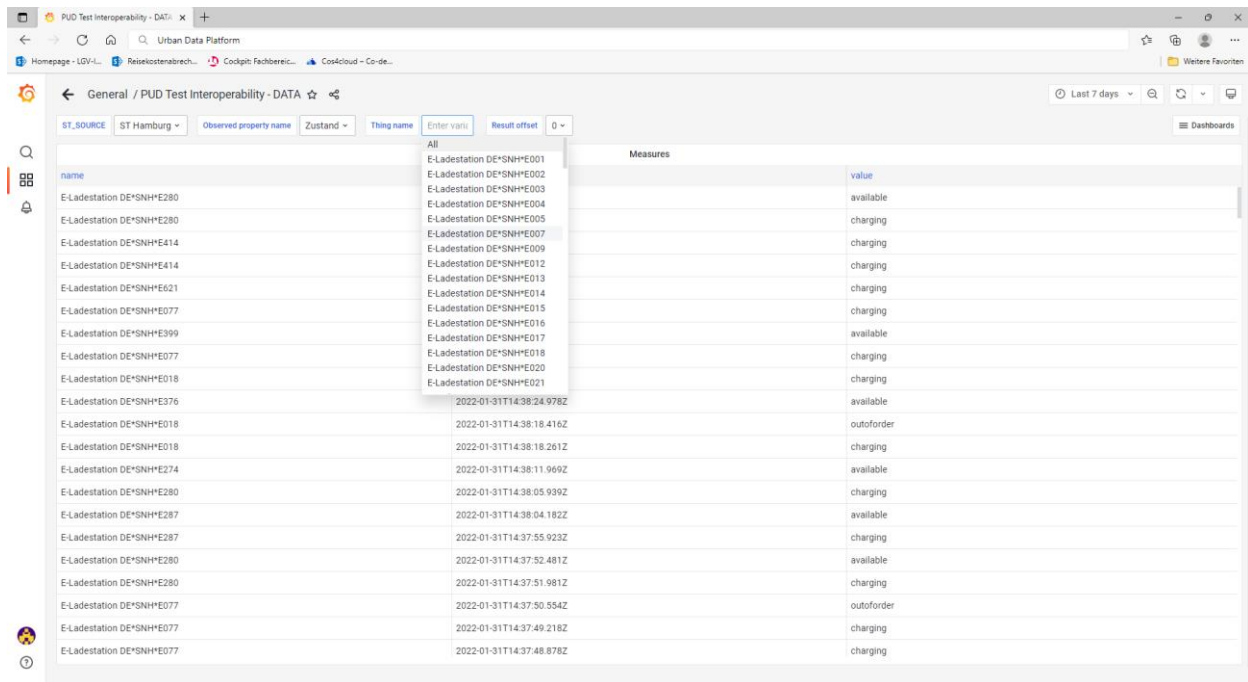 PUD Test Interoperability - DATA
Urban Data Platform
Homepage - LGV-I... Reisekostenabrech... Cockpit: Fachbereic... Cos4cloud – Co-de... Weitere Favoriten
General / PUD Test Interoperability - DATA Last 7 days
ST_SOURCE ST Hamburg Observed property name Zustand Thing name Enter varia Result offset 0 Dashboards
All
E-Ladestation DE*SNH*E001
E-Ladestation DE*SNH*E002
E-Ladestation DE*SNH*E003
E-Ladestation DE*SNH*E004
E-Ladestation DE*SNH*E005
E-Ladestation DE*SNH*E007
E-Ladestation DE*SNH*E009
E-Ladestation DE*SNH*E012
E-Ladestation DE*SNH*E013
E-Ladestation DE*SNH*E014
E-Ladestation DE*SNH*E015
E-Ladestation DE*SNH*E016
E-Ladestation DE*SNH*E017
E-Ladestation DE*SNH*E018
E-Ladestation DE*SNH*E020
E-Ladestation DE*SNH*E021
Measures
name value
E-Ladestation DE*SNH*E280 available
E-Ladestation DE*SNH*E280 charging
E-Ladestation DE*SNH*E414 charging
E-Ladestation DE*SNH*E414 charging
E-Ladestation DE*SNH*E621 charging
E-Ladestation DE*SNH*E077 charging
E-Ladestation DE*SNH*E399 available
E-Ladestation DE*SNH*E077 charging
E-Ladestation DE*SNH*E018 charging
E-Ladestation DE*SNH*E376 2022-01-31T14:38:24.978Z available
E-Ladestation DE*SNH*E018 2022-01-31T14:38:18.416Z outoforder
E-Ladestation DE*SNH*E018 2022-01-31T14:38:18.261Z charging
E-Ladestation DE*SNH*E274 2022-01-31T14:38:11.969Z available
E-Ladestation DE*SNH*E280 2022-01-31T14:38:05.939Z charging
E-Ladestation DE*SNH*E287 2022-01-31T14:38:04.182Z available
E-Ladestation DE*SNH*E287 2022-01-31T14:37:55.923Z charging
E-Ladestation DE*SNH*E280 2022-01-31T14:37:52.481Z available
E-Ladestation DE*SNH*E280 2022-01-31T14:37:51.981Z charging
E-Ladestation DE*SNH*E077 2022-01-31T14:37:50.554Z outoforder
E-Ladestation DE*SNH*E077 2022-01-31T14:37:49.218Z charging
E-Ladestation DE*SNH*E077 2022-01-31T14:37:48.878Z charging